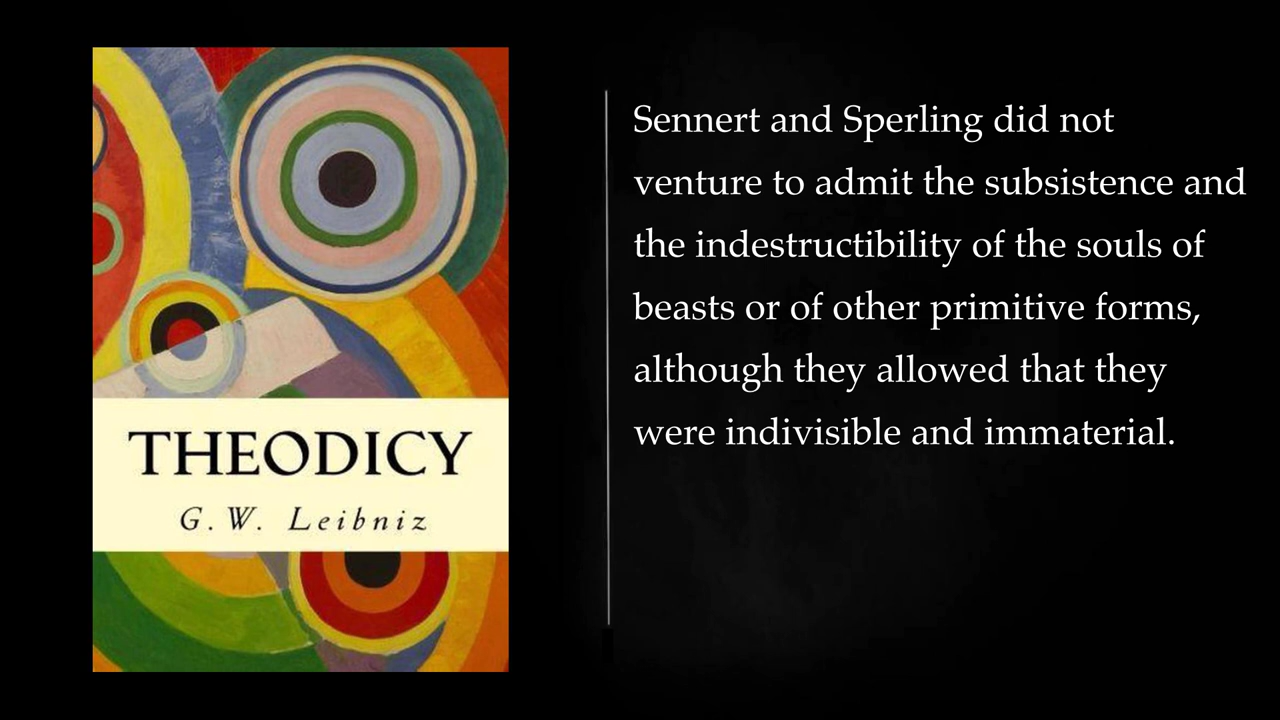 THEODICY
G. W. Leibniz
Sennert and Sperling did not
venture to admit the subsistence and
the indestructibility of the souls of
beasts or of other primitive forms,
although they allowed that they
were indivisible and immaterial.